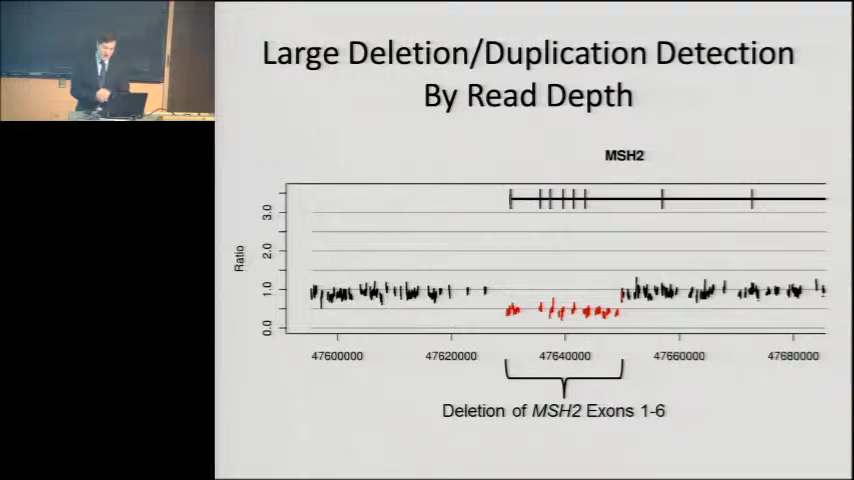 Large Deletion/Duplication Detection
By Read Depth
MSH2
Ratio
3.0
2.0
1.0
0.0
47600000 47620000 47640000 47660000 47680000
Deletion of MSH2 Exons 1-6